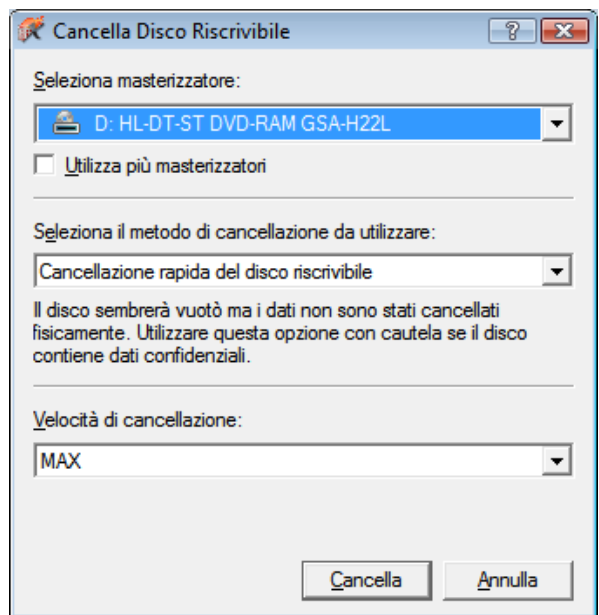 Cancella Disco Riscrivibile
Seleziona masterizzatore:
D: HL-DT-ST DVD-RAM GSA-H22L
Utilizza più masterizzatori
Seleziona il metodo di cancellazione da utilizzare:
Cancellazione rapida del disco riscrivibile
Il disco sembrerà vuotò ma i dati non sono stati cancellati
fisicamente. Utilizzare questa opzione con cautela se il disco
contiene dati confidenziali.
Velocità di cancellazione:
MAX
Cancella Annulla